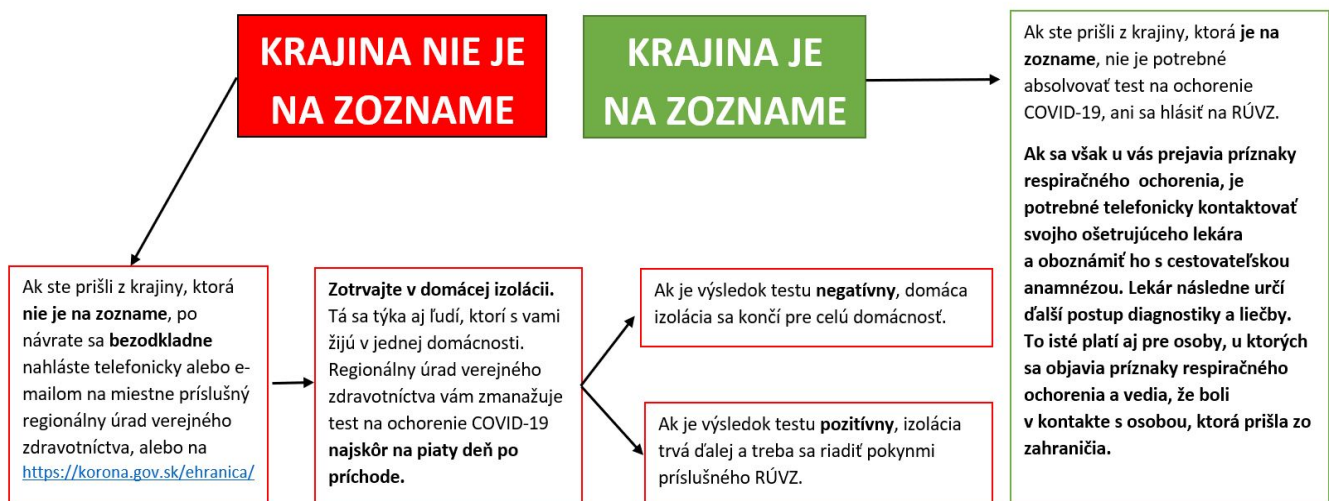 KRAJINA NIE JE
NA ZOZNAME
KRAJINA JE
NA ZOZNAME
Ak ste prišli z krajiny, ktorá je na
zozname, nie je potrebné
absolvovať test na ochorenie
COVID-19, ani sa hlásiť na RÚVZ.
Ak sa však u vás prejavia príznaky
respiračného ochorenia, je
potrebné telefonicky kontaktovať
svojho ošetrujúceho lekára
a oboznámiť ho s cestovateľskou
anamnézou. Lekár následne určí
ďalší postup diagnostiky a liečby.
To isté platí aj pre osoby, u ktorých
sa objavia príznaky respiračného
ochorenia a vedia, že boli
v kontakte s osobou, ktorá prišla zo
zahraničia.
Ak ste prišli z krajiny, ktorá
nie je na zozname, po
návrate sa bezodkladne
nahláste telefonicky alebo e-
mailom na miestne príslušný
regionálny úrad verejného
zdravotníctva, alebo na
https://korona.gov.sk/ehranica/
Zotrvajte v domácej izolácii.
Tá sa týka aj ľudí, ktorí s vami
žijú v jednej domácnosti.
Regionálny úrad verejného
zdravotníctva vám zmanažuje
test na ochorenie COVID-19
najskôr na piaty deň po
príchode.
Ak je výsledok testu negatívny, domáca
izolácia sa končí pre celú domácnosť.
Ak je výsledok testu pozitívny, izolácia
trvá ďalej a treba sa riadiť pokynmi
príslušného RÚVZ.